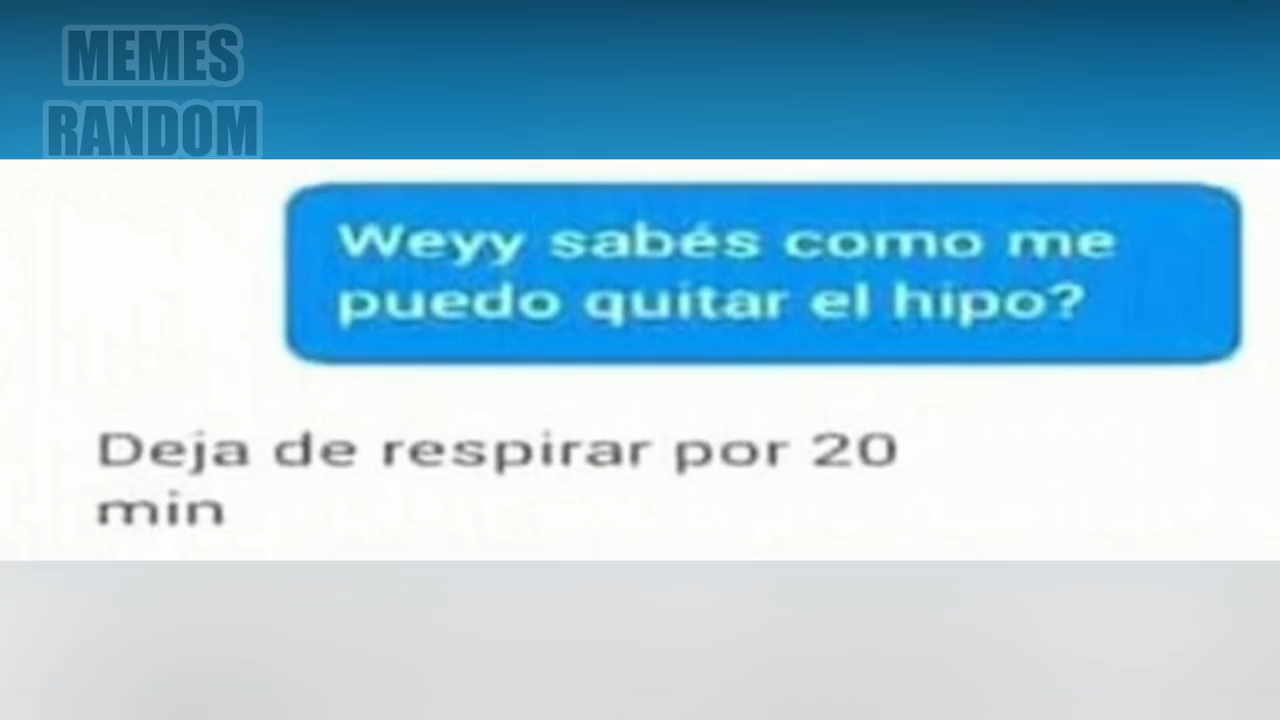 MEMES
RANDOM
Weyy sabés como me
puedo quitar el hipo?
Deja de respirar por 20
min